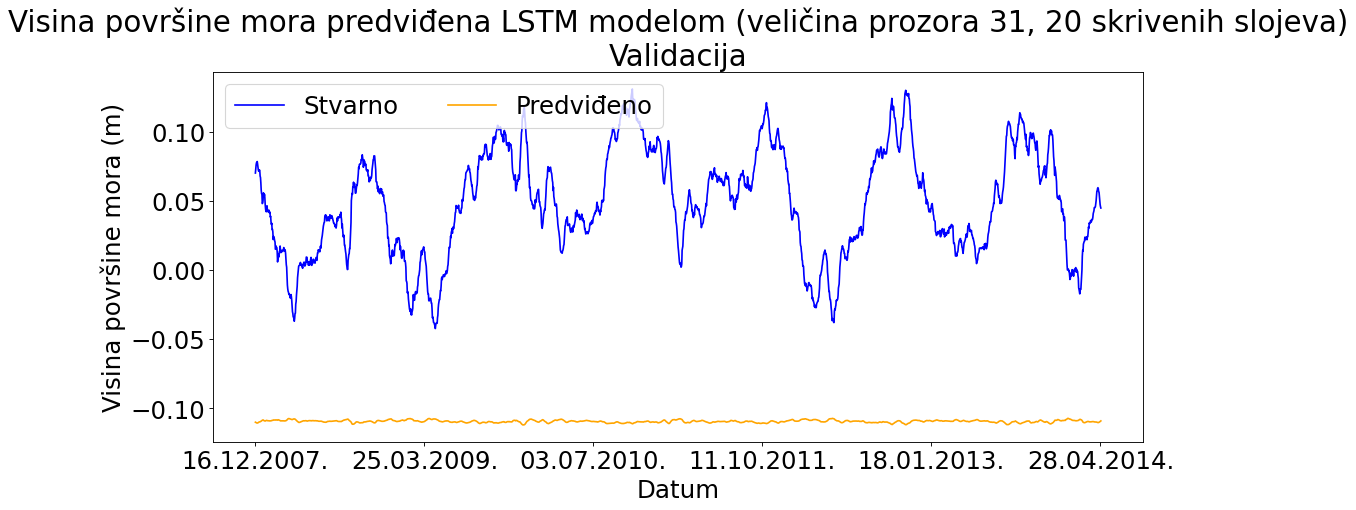 Visina površine mora predviđena LSTM modelom (veličina prozora 31, 20 skrivenih slojeva)
Validacija
Stvarno
Predviđeno
Visina površine mora (m)
0.10
0.05
0.00
−0.05
−0.10
16.12.2007.
25.03.2009.
03.07.2010.
11.10.2011.
18.01.2013.
28.04.2014.
Datum